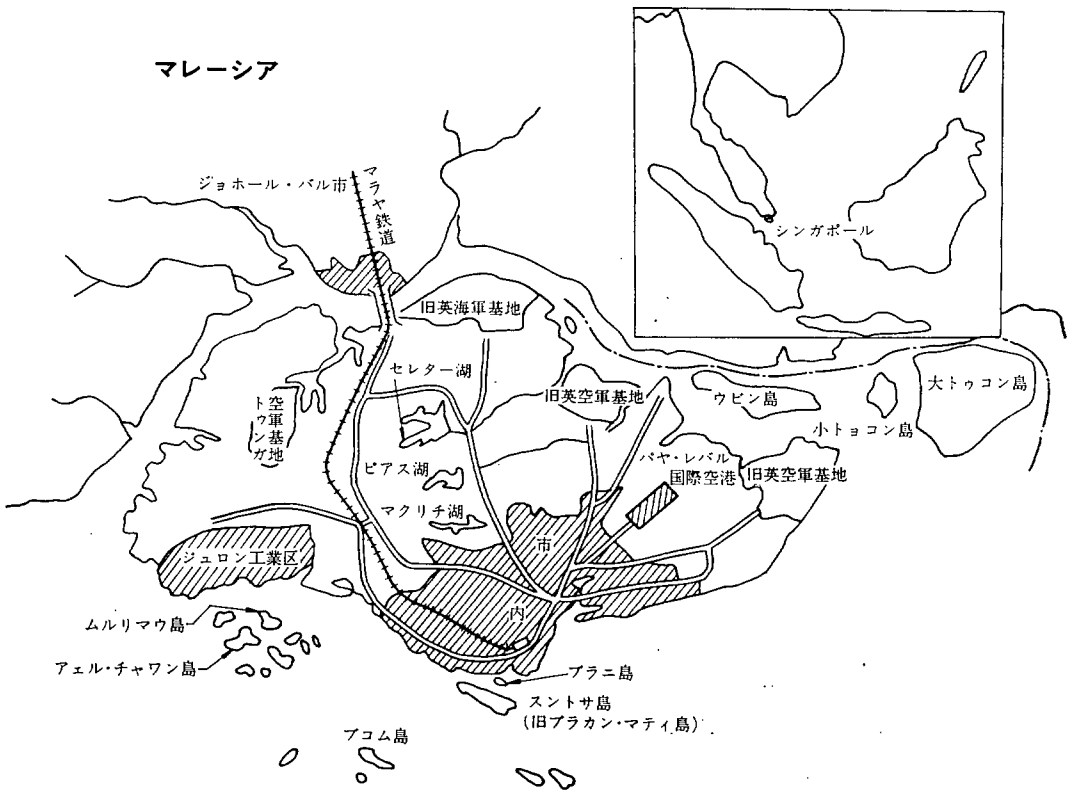 マレーシア
シンガポール
ジョホール・バル市
マラヤ鉄道
旧英海軍基地
セレター湖
旧英空軍基地
ウビン島
大トゥコン島
小トョコン島
空軍基地
トゥンガ
ピアス湖
パヤ・レバル
国際空港
旧英空軍基地
マクリチ湖
市
内
ジュロン工業区
ムルリマウ島
アェル・チャワン島
ブラニ島
スントサ島
(旧ブラカン・マティ島)
ブコム島